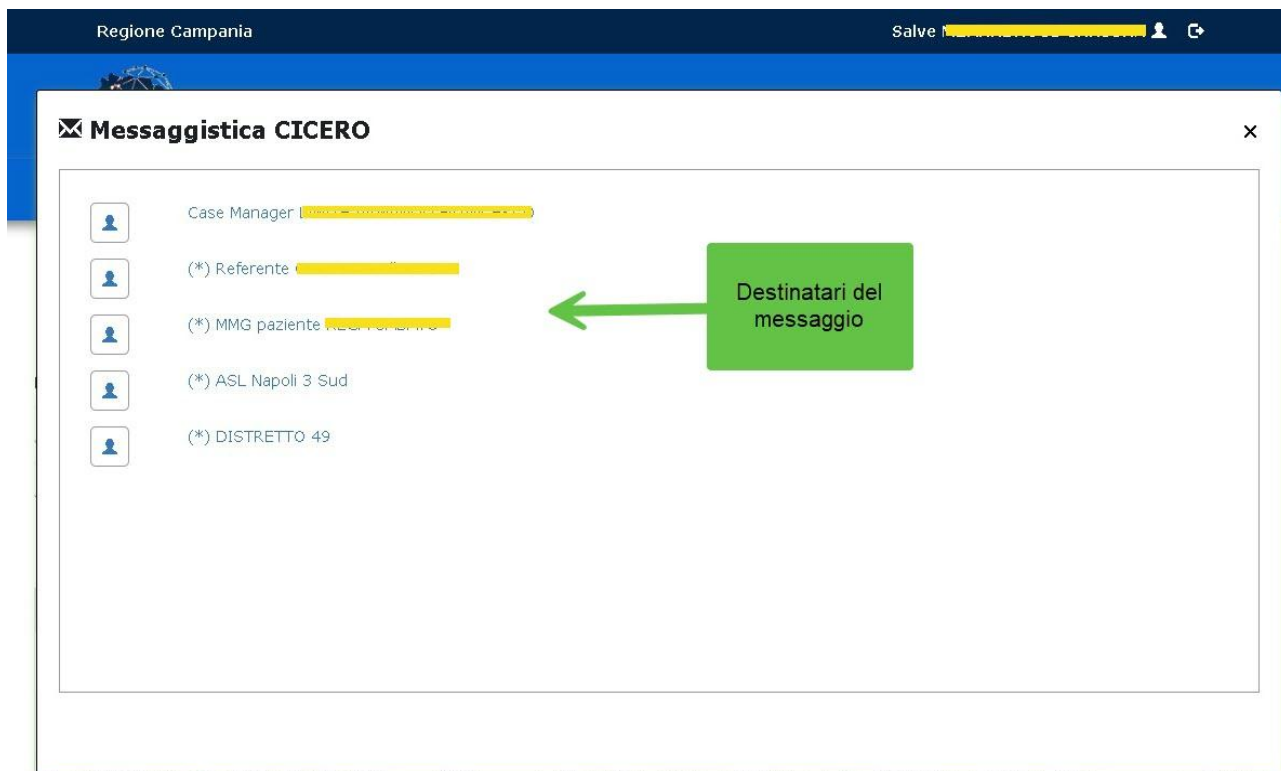 Regione Campania
Salve
Messaggistica CICERO
Case Manager
(*) Referente
(*) MMG paziente
(*) ASL Napoli 3 Sud
(*) DISTRETTO 49
Destinatari del
messaggio